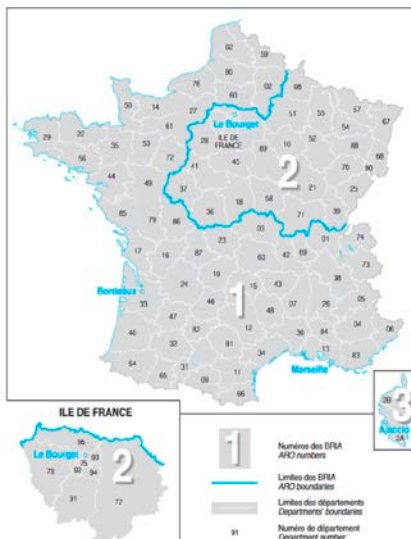 02 59
80
76 60 02 08
50 14 27 Le Bourget 51 55 57
61 28 ILE DE FRANCE 54 67
29 22 35 53 72 45 89 10 52 88
56 41 2 70 90 68
44 49 37 18 58 21 25
36 71 39
85 79 86 03 01 74
17 16 87 23 63 42 69 73
Bordeaux 24 19 1 15 43 38
33 46 48 07 26 05
47 12
40 32 82 81 30 84 04 06
64 31 34 13 83
65 09 11 Marseille
66
3
2B
Ajaccio
2A
ILE DE FRANCE
95
Le Bourget 93 2
78 75 92 94
91 77
1 Numéros des BRIA
ARO numbers
Limites des BRIA
ARO boundaries
Limites des départements
Departments' boundaries
91 Numéro de département
Department number